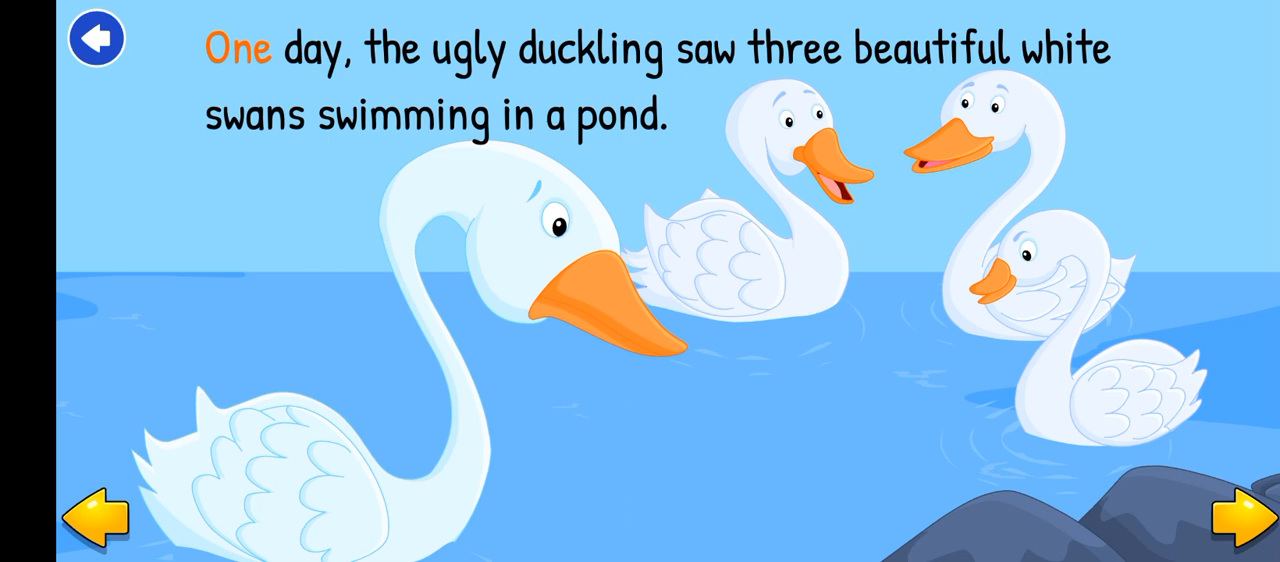 One day, the ugly duckling saw three beautiful white
swans swimming in a pond.